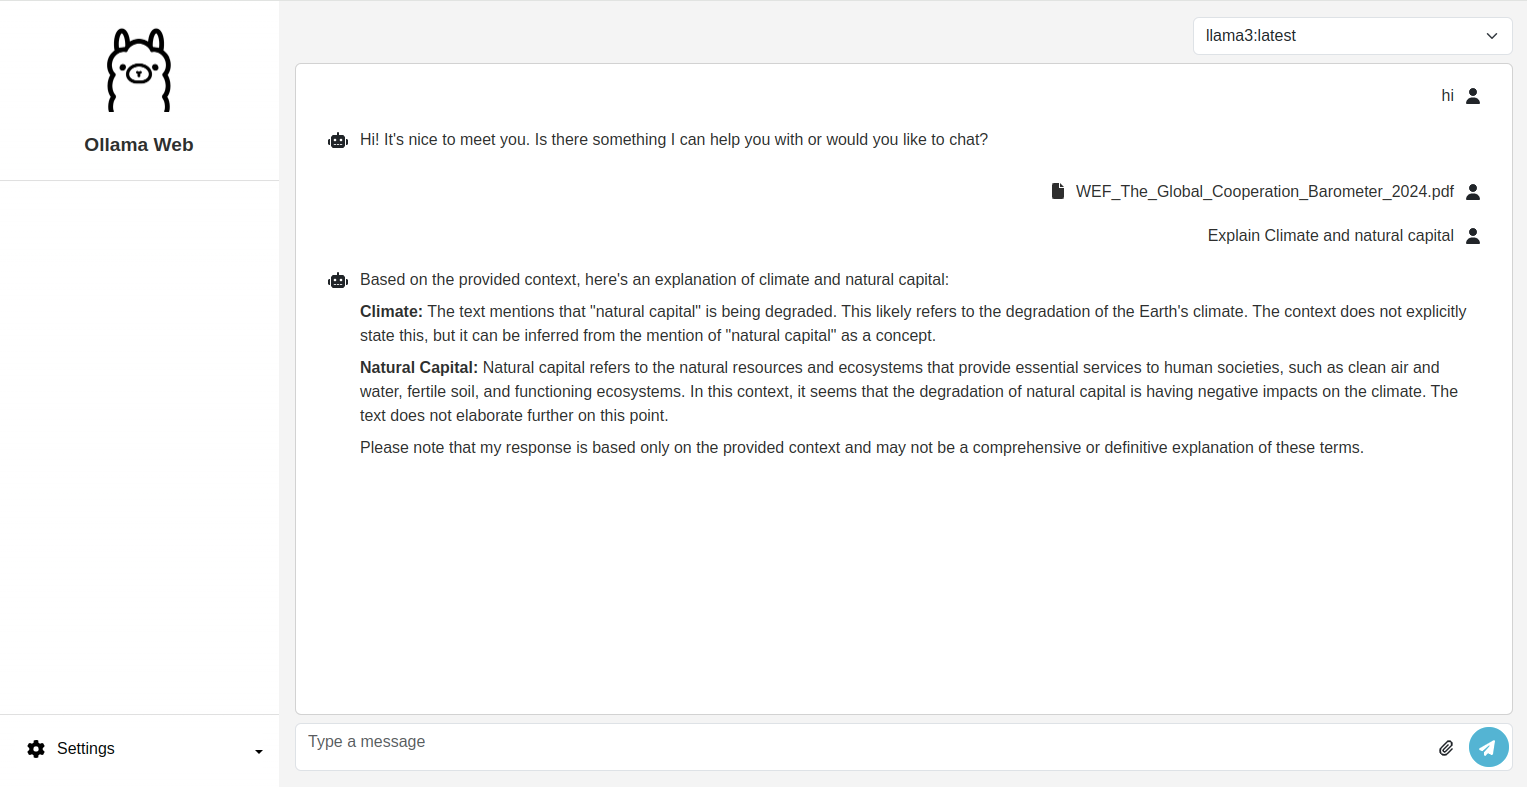 Ollama Web
Settings
llama3:latest
hi
Hi! It's nice to meet you. Is there something I can help you with or would you like to chat?
WEF_The_Global_Cooperation_Barometer_2024.pdf
Explain Climate and natural capital
Based on the provided context, here's an explanation of climate and natural capital:
Climate: The text mentions that "natural capital" is being degraded. This likely refers to the degradation of the Earth's climate. The context does not explicitly
state this, but it can be inferred from the mention of "natural capital" as a concept.
Natural Capital: Natural capital refers to the natural resources and ecosystems that provide essential services to human societies, such as clean air and
water, fertile soil, and functioning ecosystems. In this context, it seems that the degradation of natural capital is having negative impacts on the climate. The
text does not elaborate further on this point.
Please note that my response is based only on the provided context and may not be a comprehensive or definitive explanation of these terms.
Type a message